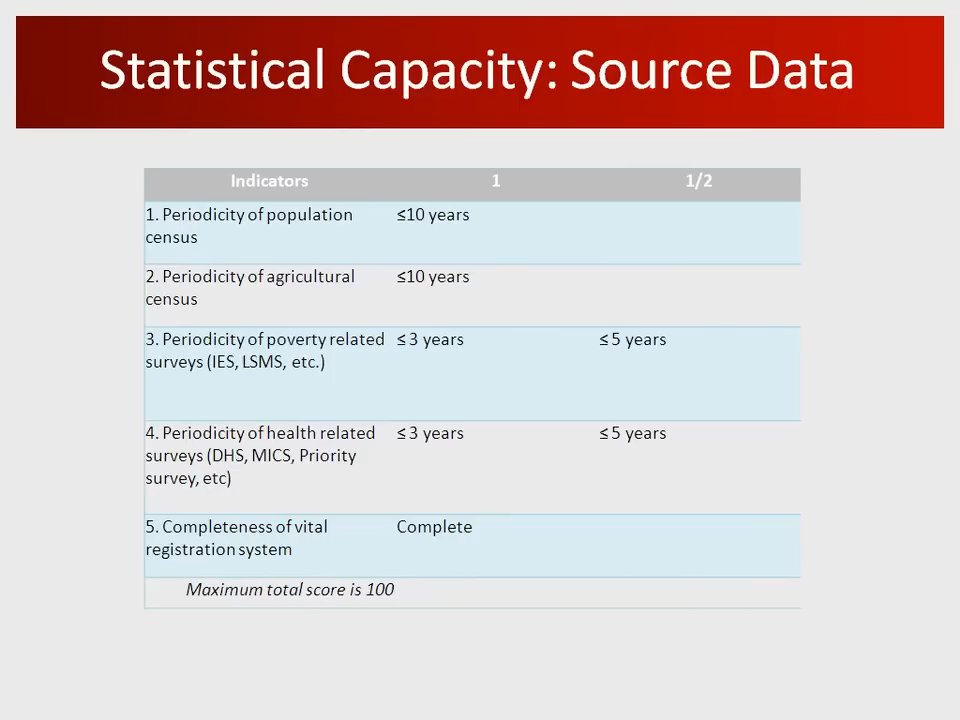 Statistical Capacity: Source Data
Indicators 1 1/2
1. Periodicity of population ≤10 years
census
2. Periodicity of agricultural ≤10 years
census
3. Periodicity of poverty related ≤ 3 years ≤ 5 years
surveys (IES, LSMS, etc.)
4. Periodicity of health related ≤ 3 years ≤ 5 years
surveys (DHS, MICS, Priority
survey, etc)
5. Completeness of vital Complete
registration system
Maximum total score is 100